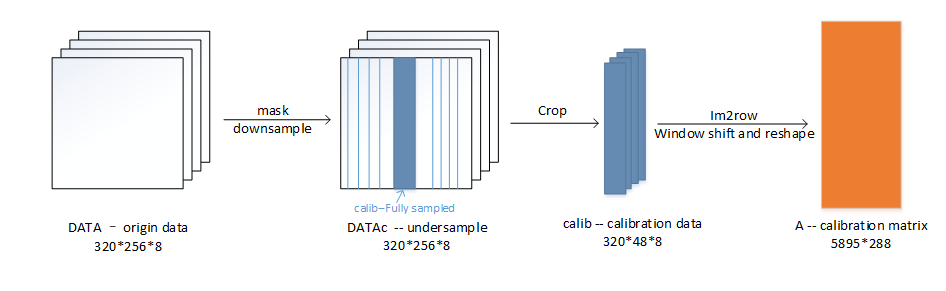 mask
downsample
Crop
Im2row
Window shift and reshape
calib–Fully sampled
DATA – origin data
320*256*8
DATAc -- undersample
320*256*8
calib -- calibration data
320*48*8
A -- calibration matrix
5895*288